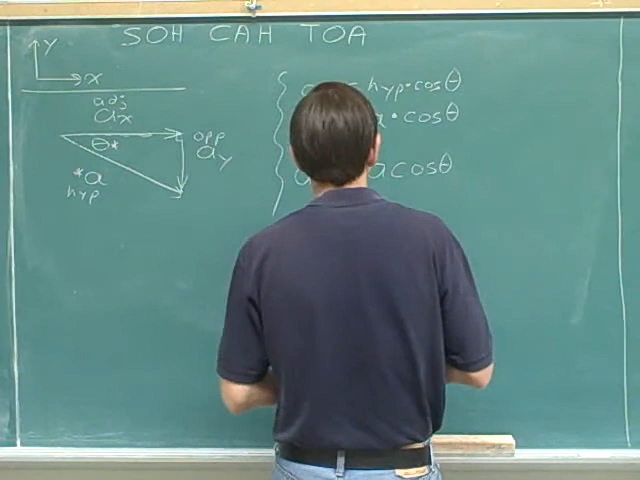 SOH CAH TOA
Y
x
adj
ax
θ*
opp
ay
*a
hyp
hyp•cosθ
•cosθ
a
acosθ